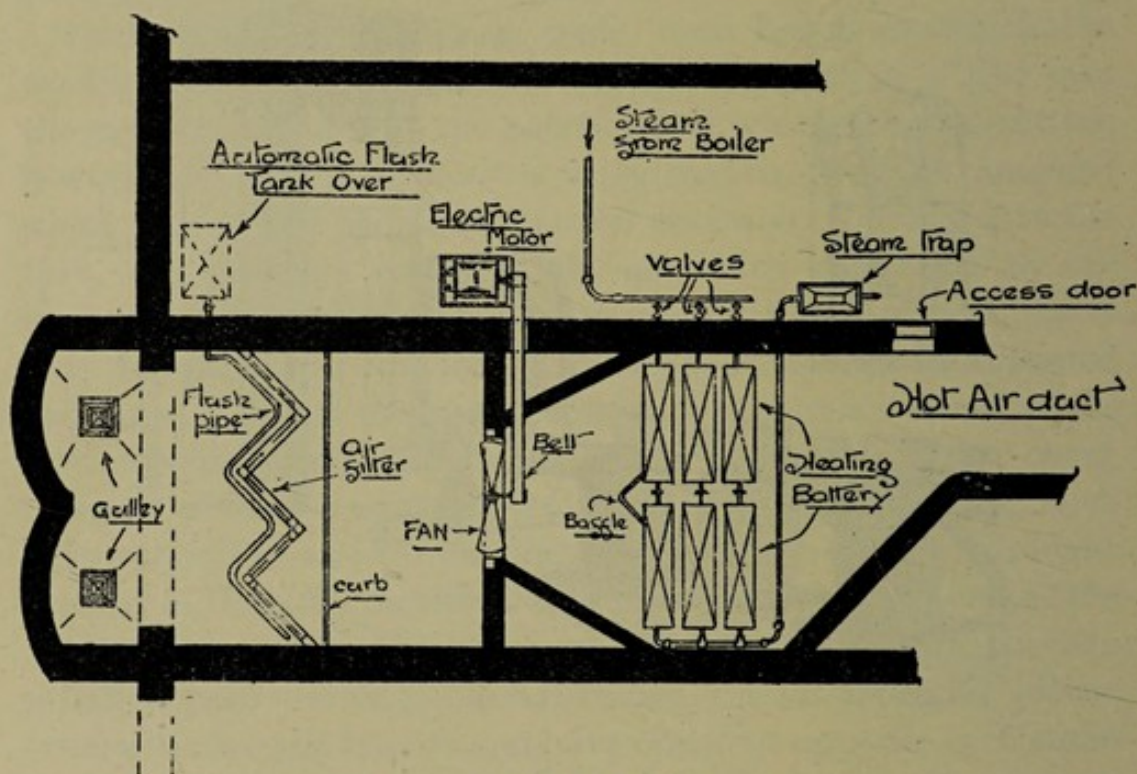 Steam
from Boiler
Automatic Flush
Tank Over
Electric
Motor
Steam Trap
Valves
Access door
Hot Air duct
Flush
pipe
air
filter
Belt
Heating
Battery
Gulley
Baffle
FAN
curb